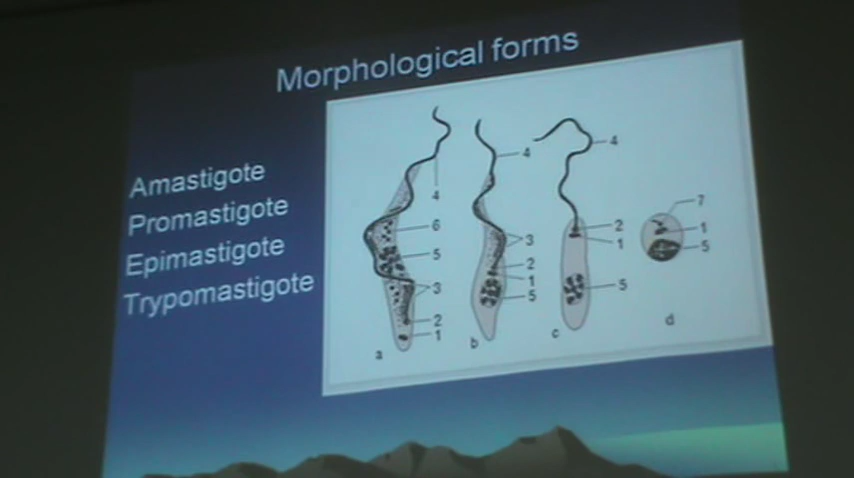 Morphological forms
Amastigote
Promastigote
Epimastigote
Trypomastigote
4
6
5
3
2
1
a
4
3
2
1
5
b
4
2
1
5
c
7
1
5
d